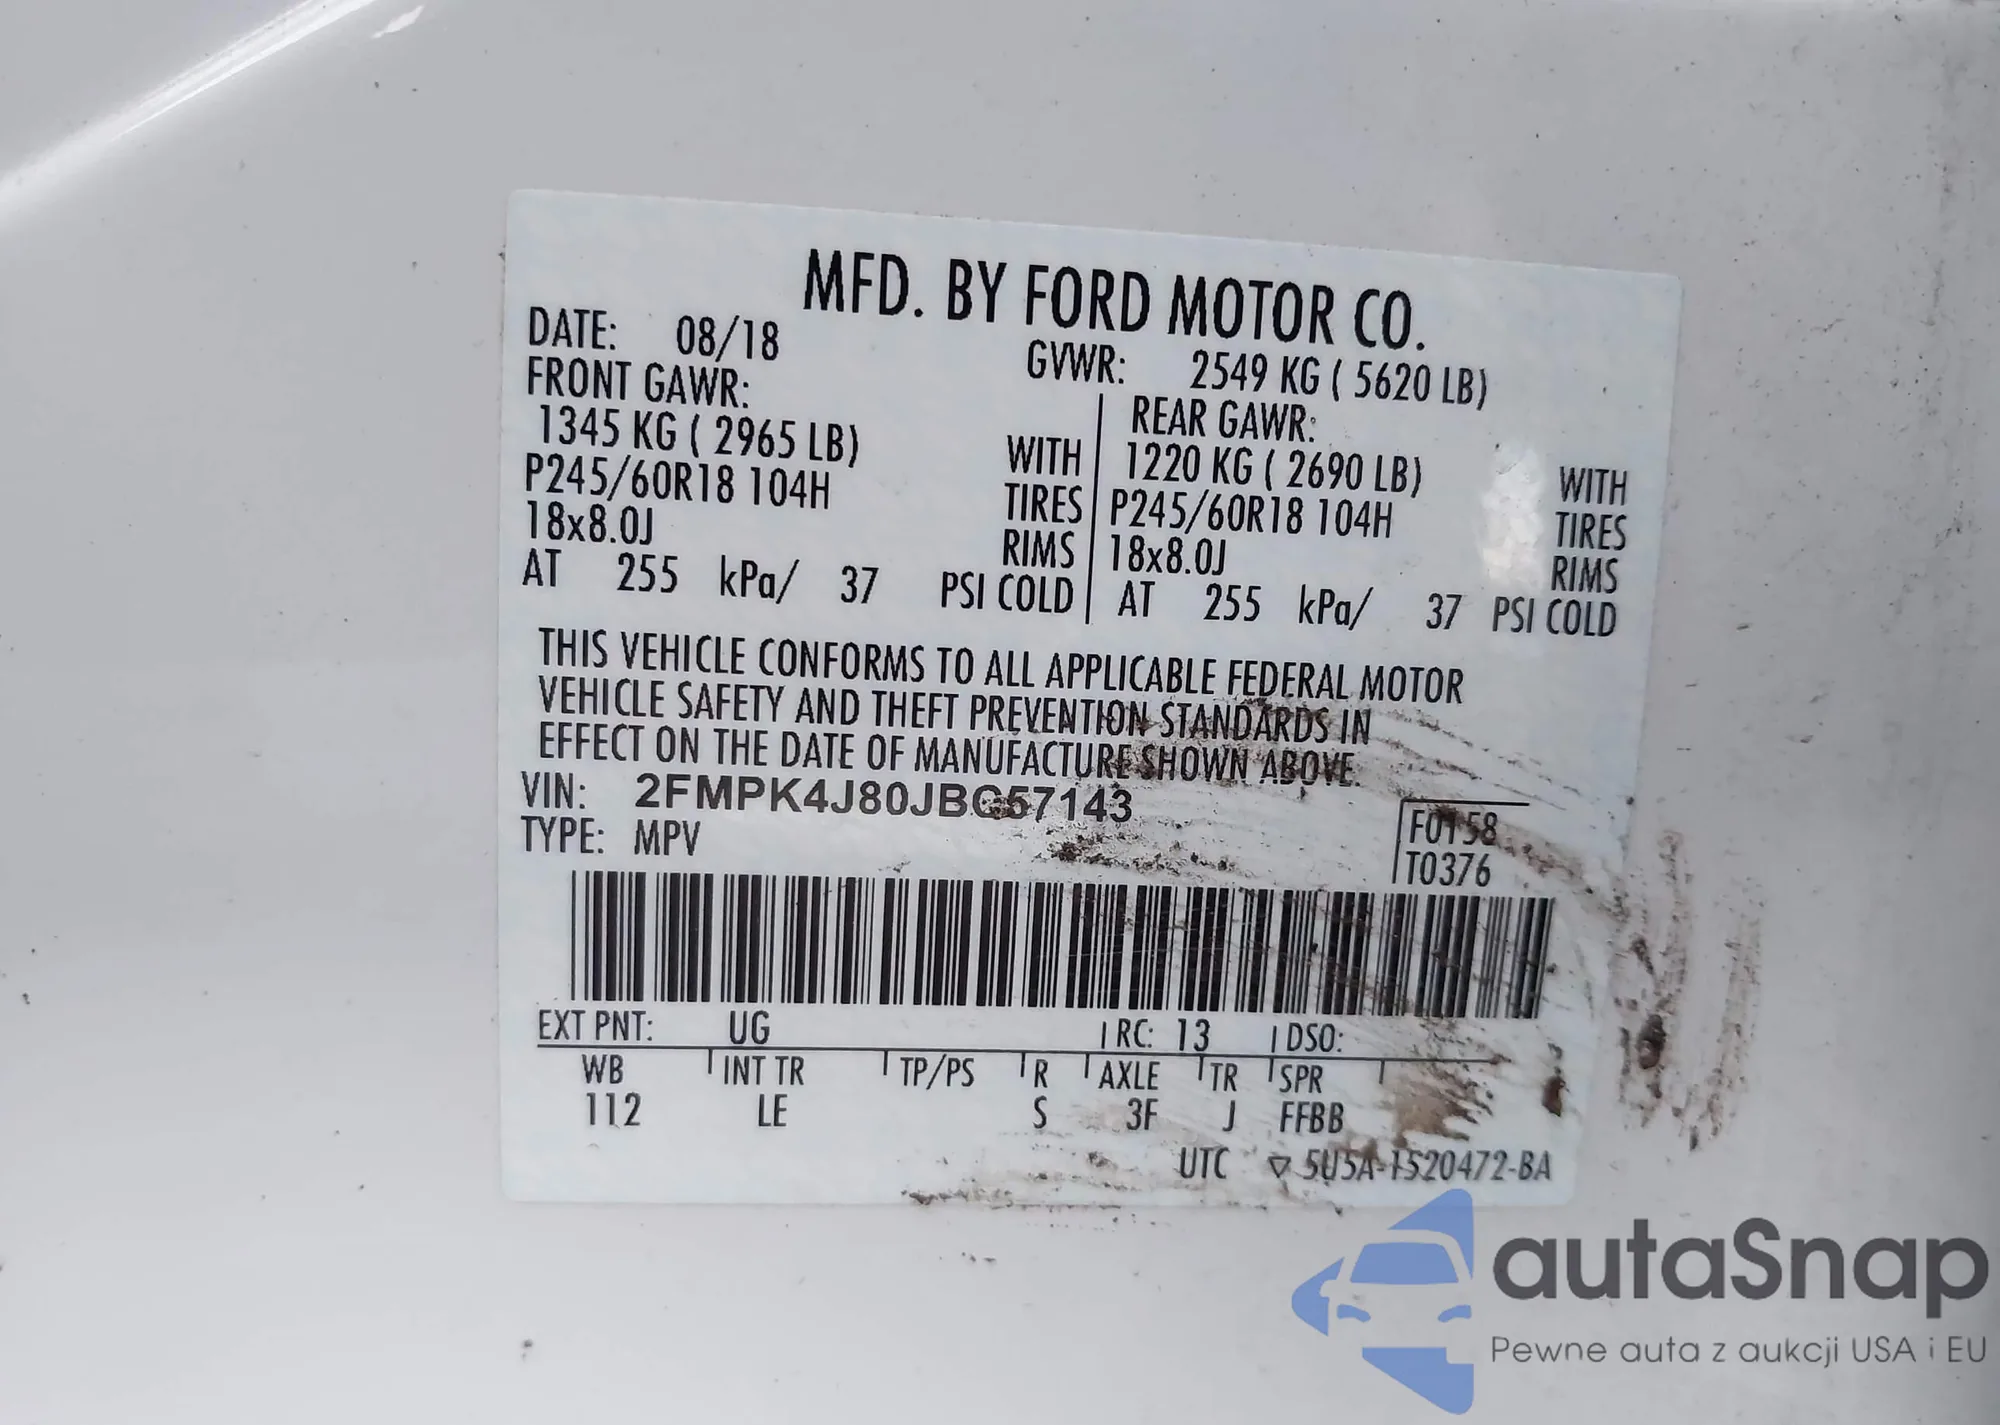 MFD. BY FORD MOTOR CO.
DATE: 08/18
GVWR: 2549 KG ( 5620 LB)
FRONT GAWR:
1345 KG ( 2965 LB) WITH
P245/60R18 104H TIRES
18x8.0J RIMS
AT 255 kPa/ 37 PSI COLD
REAR GAWR:
1220 KG ( 2690 LB) WITH
P245/60R18 104H TIRES
18x8.0J RIMS
AT 255 kPa/ 37 PSI COLD
THIS VEHICLE CONFORMS TO ALL APPLICABLE FEDERAL MOTOR
VEHICLE SAFETY AND THEFT PREVENTION STANDARDS IN
EFFECT ON THE DATE OF MANUFACTURE SHOWN ABOVE.
VIN: 2FMPK4J80JBC57143
TYPE: MPV
F0158
T0376
EXT PNT: UG RC: 13 DSO:
WB INT TR TP/PS R AXLE TR SPR
112 LE S 3F J FFBB
UTC ▽ 5U5A-1520472-BA
autaSnap
Pewne auta z aukcji USA i EU